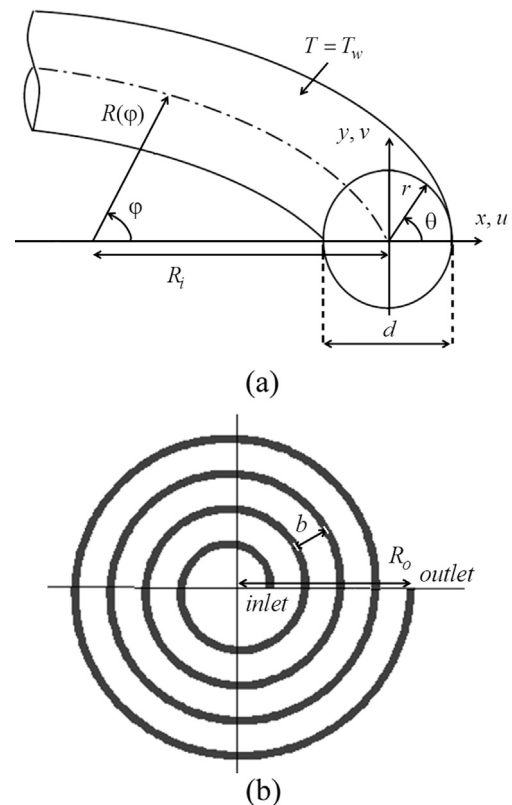 T = T_w
R(φ)
y, v
r
φ
θ
x, u
R_i
d
(a)
b
R_o
outlet
inlet
(b)